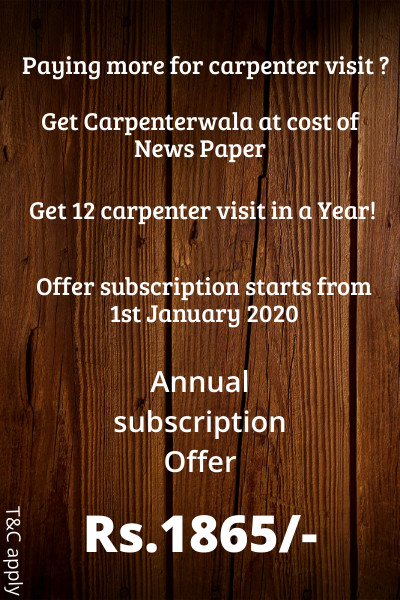 Paying more for carpenter visit ?
Get Carpenterwala at cost of
News Paper
Get 12 carpenter visit in a Year!
Offer subscription starts from
1st January 2020
Annual
subscription
Offer
Rs.1865/-
T&C apply